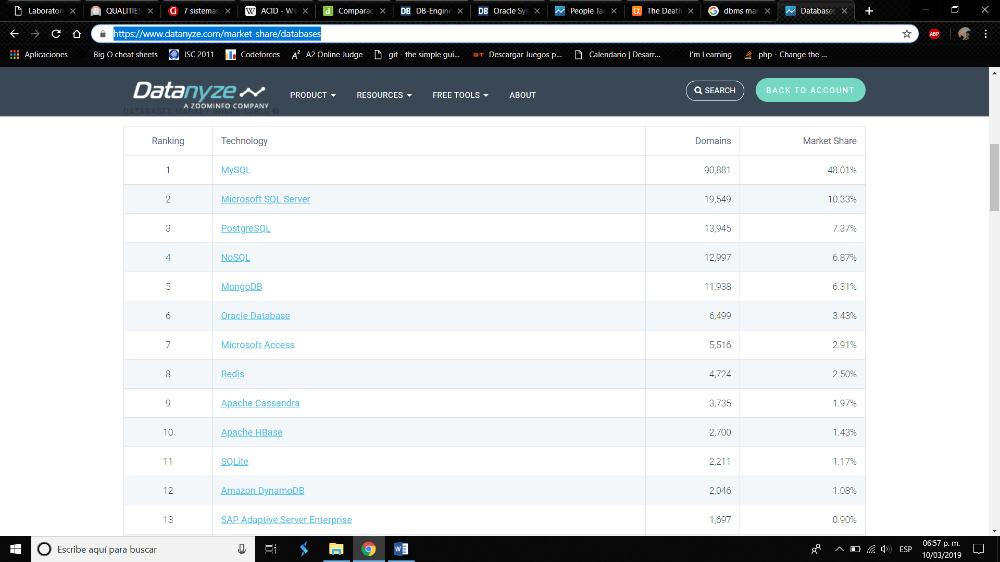 Laboratori QUALITIES 7 sistemas ACID - Wi Comparac DB-Engine Oracle Sys People Tar The Death dbms mar Databases
https://www.datanyze.com/market-share/databases ABP
Aplicaciones Big O cheat sheets ISC 2011 Codeforces A2 Online Judge git - the simple gui... Descargar Juegos p... Calendario | Desarr... I'm Learning php - Change the ...
Datanyze
A ZOOMINFO COMPANY
PRODUCT RESOURCES FREE TOOLS ABOUT SEARCH BACK TO ACCOUNT
DATABASES MARKET SHARE TABLE
Ranking Technology Domains Market Share
1 MySQL 90,881 48.01%
2 Microsoft SQL Server 19,549 10.33%
3 PostgreSQL 13,945 7.37%
4 NoSQL 12,997 6.87%
5 MongoDB 11,938 6.31%
6 Oracle Database 6,499 3.43%
7 Microsoft Access 5,516 2.91%
8 Redis 4,724 2.50%
9 Apache Cassandra 3,735 1.97%
10 Apache HBase 2,700 1.43%
11 SQLite 2,211 1.17%
12 Amazon DynamoDB 2,046 1.08%
13 SAP Adaptive Server Enterprise 1,697 0.90%
Escribe aquí para buscar ESP 06:57 p. m.
10/03/2019